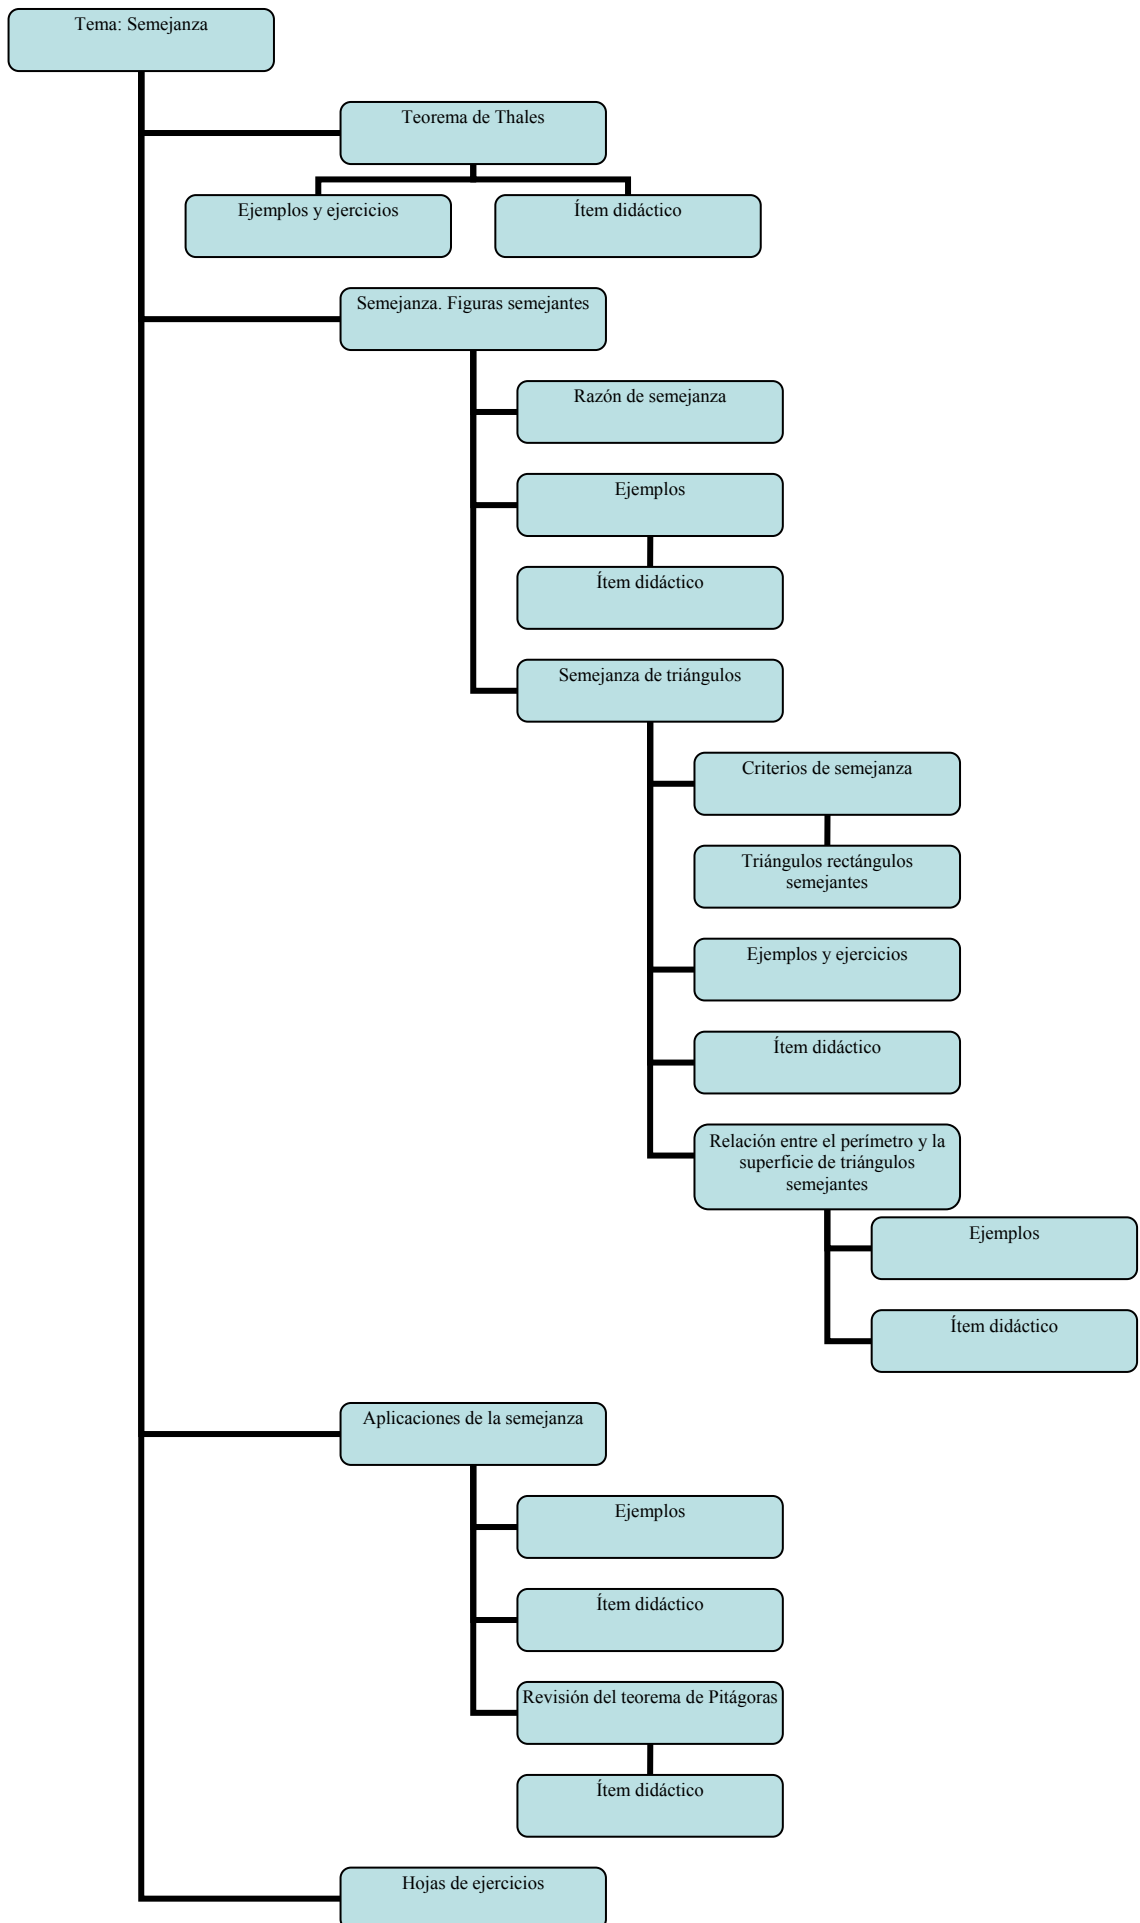 Tema: Semejanza
Teorema de Thales
Ejemplos y ejercicios
Ítem didáctico
Semejanza. Figuras semejantes
Razón de semejanza
Ejemplos
Ítem didáctico
Semejanza de triángulos
Criterios de semejanza
Triángulos rectángulos
semejantes
Ejemplos y ejercicios
Ítem didáctico
Relación entre el perímetro y la
superficie de triángulos
semejantes
Ejemplos
Ítem didáctico
Aplicaciones de la semejanza
Ejemplos
Ítem didáctico
Revisión del teorema de Pitágoras
Ítem didáctico
Hojas de ejercicios